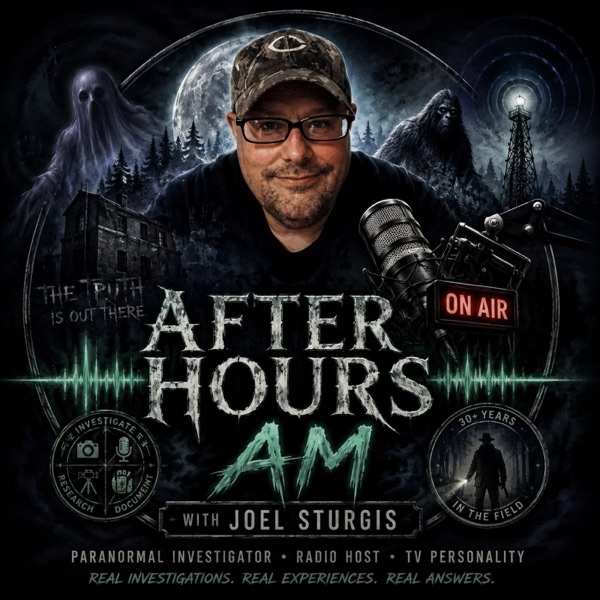 THE TRUTH
IS OUT THERE
ON AIR
AFTER
HOURS
AM
INVESTIGATE
RESEARCH
DOCUMENT
30+ YEARS
IN THE FIELD
WITH JOEL STURGIS
PARANORMAL INVESTIGATOR • RADIO HOST • TV PERSONALITY
REAL INVESTIGATIONS. REAL EXPERIENCES. REAL ANSWERS.